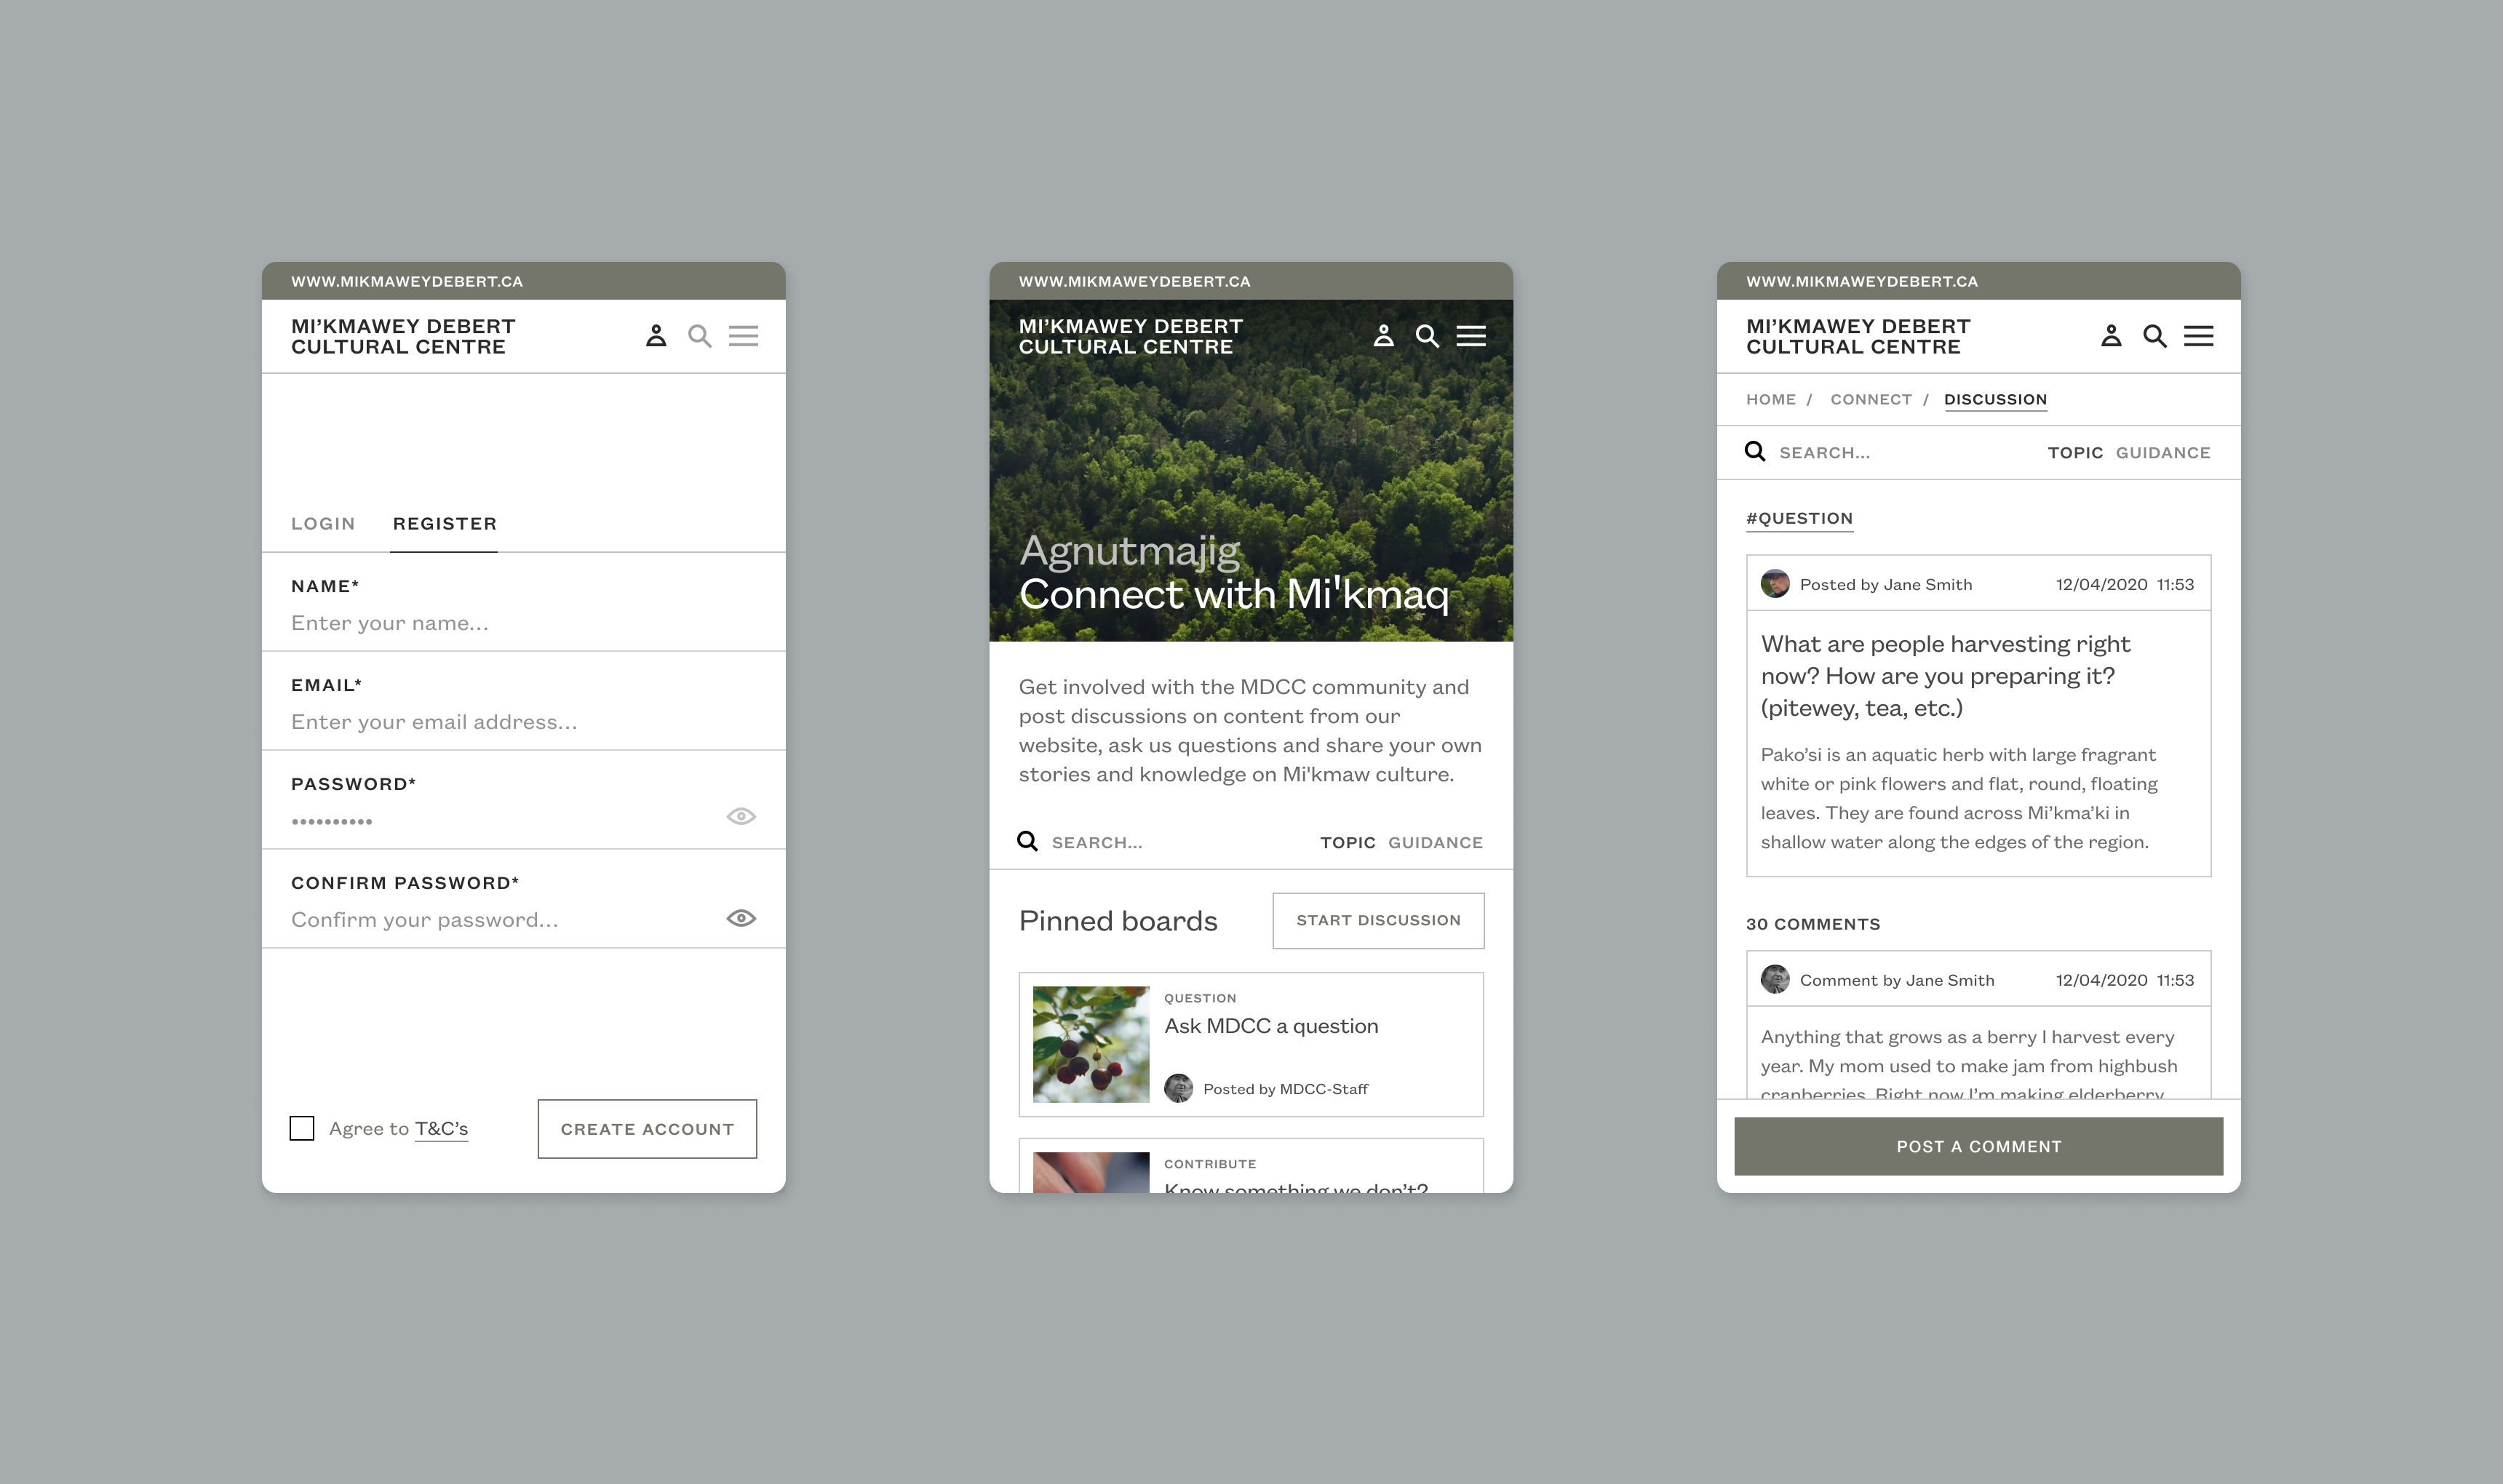 WWW.MIKMAWEYDEBERT.CA
MI’KMAWEY DEBERT
CULTURAL CENTRE
LOGIN REGISTER
NAME*
Enter your name...
EMAIL*
Enter your email address...
PASSWORD*
CONFIRM PASSWORD*
Confirm your password...
Agree to T&C’s
CREATE ACCOUNT
WWW.MIKMAWEYDEBERT.CA
MI’KMAWEY DEBERT
CULTURAL CENTRE
Agnutmajig
Connect with Mi'kmaq
Get involved with the MDCC community and
post discussions on content from our
website, ask us questions and share your own
stories and knowledge on Mi'kmaw culture.
SEARCH... TOPIC GUIDANCE
Pinned boards
START DISCUSSION
QUESTION
Ask MDCC a question
Posted by MDCC-Staff
CONTRIBUTE
Know something we don’t?
WWW.MIKMAWEYDEBERT.CA
MI’KMAWEY DEBERT
CULTURAL CENTRE
HOME / CONNECT / DISCUSSION
SEARCH... TOPIC GUIDANCE
#QUESTION
Posted by Jane Smith 12/04/2020 11:53
What are people harvesting right
now? How are you preparing it?
(pitewey, tea, etc.)
Pako’si is an aquatic herb with large fragrant
white or pink flowers and flat, round, floating
leaves. They are found across Mi’kma’ki in
shallow water along the edges of the region.
30 COMMENTS
Comment by Jane Smith 12/04/2020 11:53
Anything that grows as a berry I harvest every
year. My mom used to make jam from highbush
cranberries. Right now I’m making elderberry
POST A COMMENT